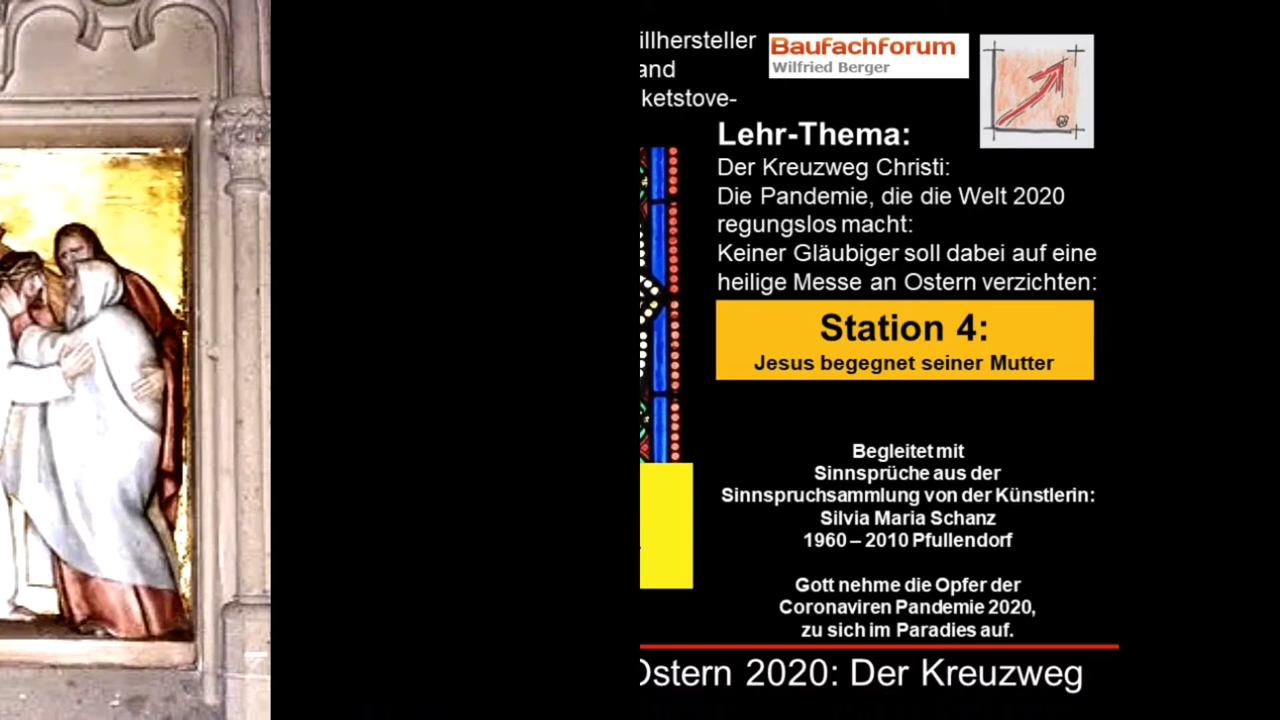 illhersteller
and
ketstove-
Baufachforum
Wilfried Berger
Lehr-Thema:
Der Kreuzweg Christi:
Die Pandemie, die die Welt 2020
regungslos macht:
Keiner Gläubiger soll dabei auf eine
heilige Messe an Ostern verzichten:
Station 4:
Jesus begegnet seiner Mutter
Begleitet mit
Sinnsprüche aus der
Sinnspruchsammlung von der Künstlerin:
Silvia Maria Schanz
1960 – 2010 Pfullendorf
Gott nehme die Opfer der
Coronaviren Pandemie 2020,
zu sich im Paradies auf.
Ostern 2020: Der Kreuzweg